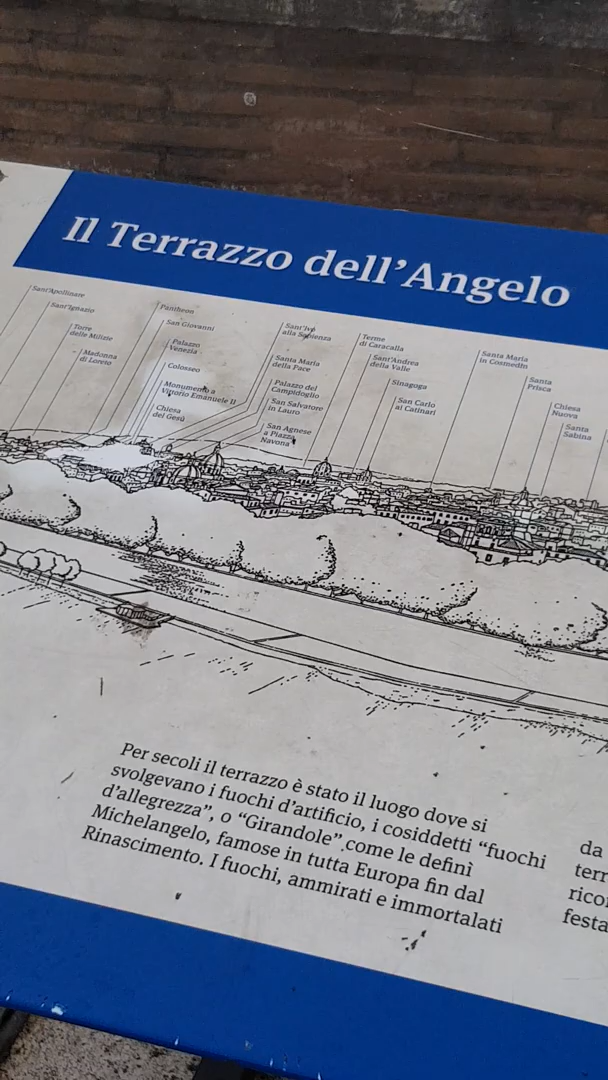 Il Terrazzo dell'Angelo
Sant'Apollinare
Sant'Ignazio
Torre
delle Milizie
Madonna
di Loreto
Pantheon
San Giovanni
Palazzo
Venezia
Colosseo
Monumento a
Vittorio Emanuele II
Chiesa
del Gesù
Sant'Ivo
alla Sapienza
Santa Maria
della Pace
Palazzo del
Campidoglio
San Salvatore
in Lauro
San Agnese
a Piazza
Navona
Terme
di Caracalla
Sant'Andrea
della Valle
Sinagoga
San Carlo
ai Catinari
Santa Maria
in Cosmedin
Santa
Prisca
Chiesa
Nuova
Santa
Sabina
Per secoli il terrazzo è stato il luogo dove si
svolgevano i fuochi d'artificio, i cosiddetti "fuochi
d'allegrezza", o "Girandole" come le definì
Michelangelo, famose in tutta Europa fin dal
Rinascimento. I fuochi, ammirati e immortalati
da
terr
rico
festa